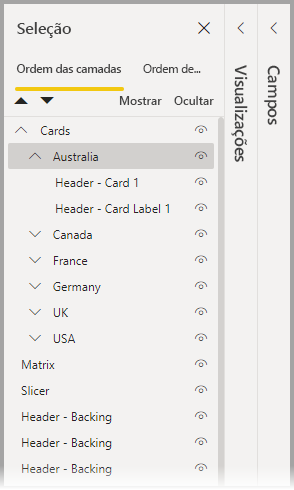 Seleção
Ordem das camadas Ordem de...
Mostrar Ocultar
Cards
Australia
Header - Card 1
Header - Card Label 1
Canada
France
Germany
UK
USA
Matrix
Slicer
Header - Backing
Header - Backing
Header - Backing
Visualizações
Campos